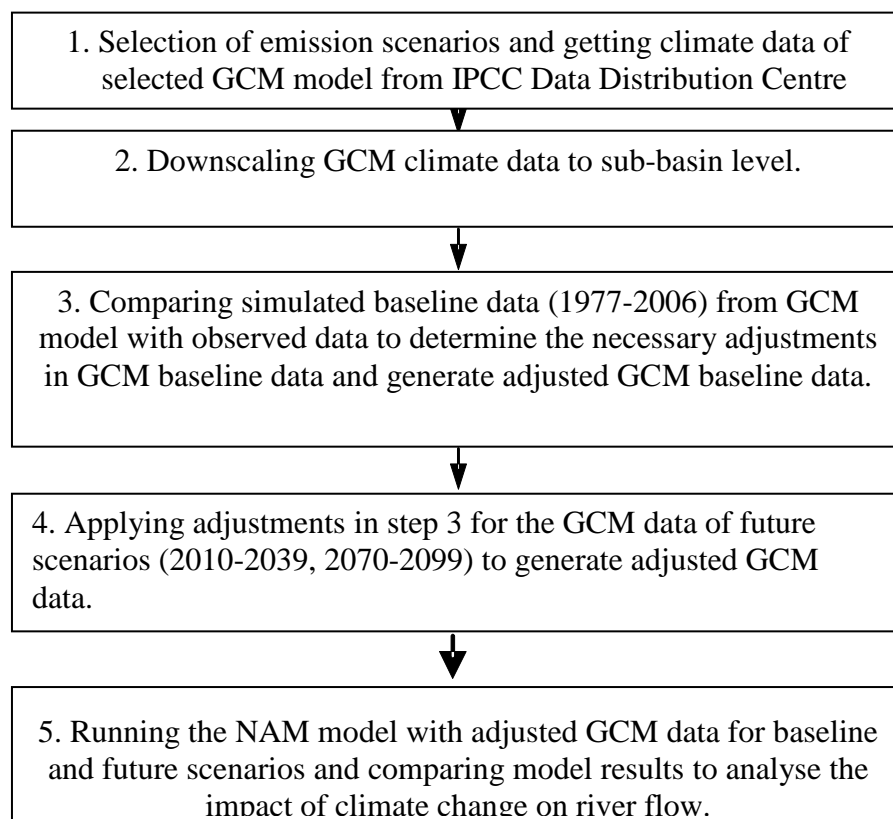 1. Selection of emission scenarios and getting climate data of
selected GCM model from IPCC Data Distribution Centre
2. Downscaling GCM climate data to sub-basin level.
3. Comparing simulated baseline data (1977-2006) from GCM
model with observed data to determine the necessary adjustments
in GCM baseline data and generate adjusted GCM baseline data.
4. Applying adjustments in step 3 for the GCM data of future
scenarios (2010-2039, 2070-2099) to generate adjusted GCM
data.
5. Running the NAM model with adjusted GCM data for baseline
and future scenarios and comparing model results to analyse the
impact of climate change on river flow.